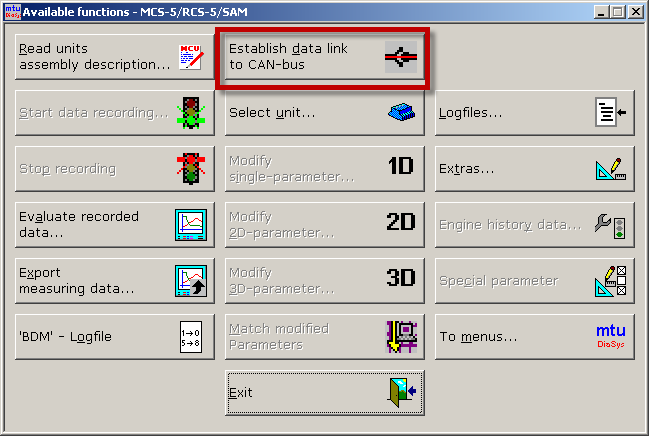 mtu
DiaSys
Available functions - MCS-5/RCS-5/SAM
Read units
assembly description...
MCU
Establish data link
to CAN-bus
Start data recording...
Select unit...
Logfiles...
Stop recording
Modify
single-parameter...
1D
Extras...
Evaluate recorded
data...
Modify
2D-parameter...
2D
Engine history data...
Export
measuring data...
Modify
3D-parameter...
3D
Special parameter
'BDM' - Logfile
1→0
5→8
Match modified
Parameters
To menus...
mtu
DiaSys
Exit